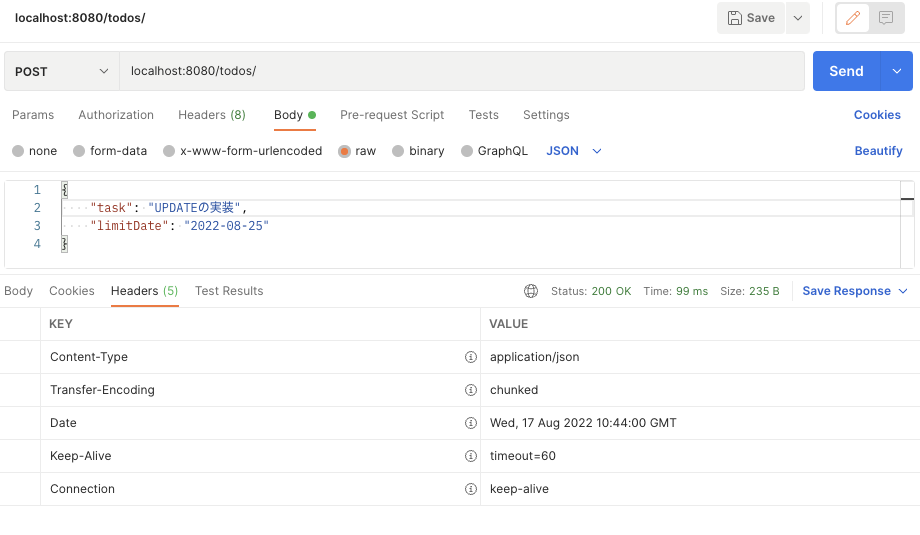 localhost:8080/todos/
Save
POST localhost:8080/todos/ Send
Params Authorization Headers (8) Body Pre-request Script Tests Settings Cookies
none form-data x-www-form-urlencoded raw binary GraphQL JSON Beautify
1 {
2 "task": "UPDATEの実装",
3 "limitDate": "2022-08-25"
4 }
Body Cookies Headers (5) Test Results Status: 200 OK Time: 99 ms Size: 235 B Save Response
KEY VALUE
Content-Type application/json
Transfer-Encoding chunked
Date Wed, 17 Aug 2022 10:44:00 GMT
Keep-Alive timeout=60
Connection keep-alive